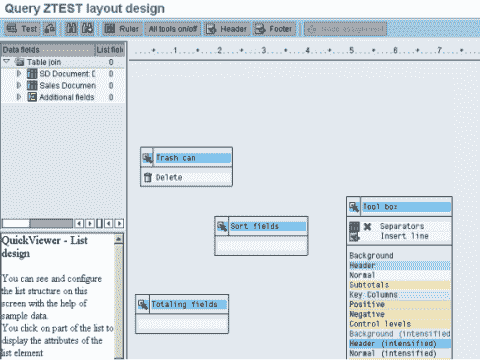 Query ZTEST layout design
Test Ruler All tools on/off Header Footer
Data fields List fiel
Table join 0
SD Document: D 0
Sales Documen 0
Additional fields 0
...+....1....+....2....+....3....+....4....+....5....+....6....+....7....+...
Trash can
Delete
Sort fields
Totaling fields
Tool box
Separators
Insert line
Background
Header
Normal
Subtotals
Key Columns
Positive
Negative
Control levels
Background (intensified)
Header (intensified)
Normal (intensified)
QuickViewer - List
design
You can see and configure
the list structure on this
screen with the help of
sample data.
You click on part of the list to
display the attributes of the
list element